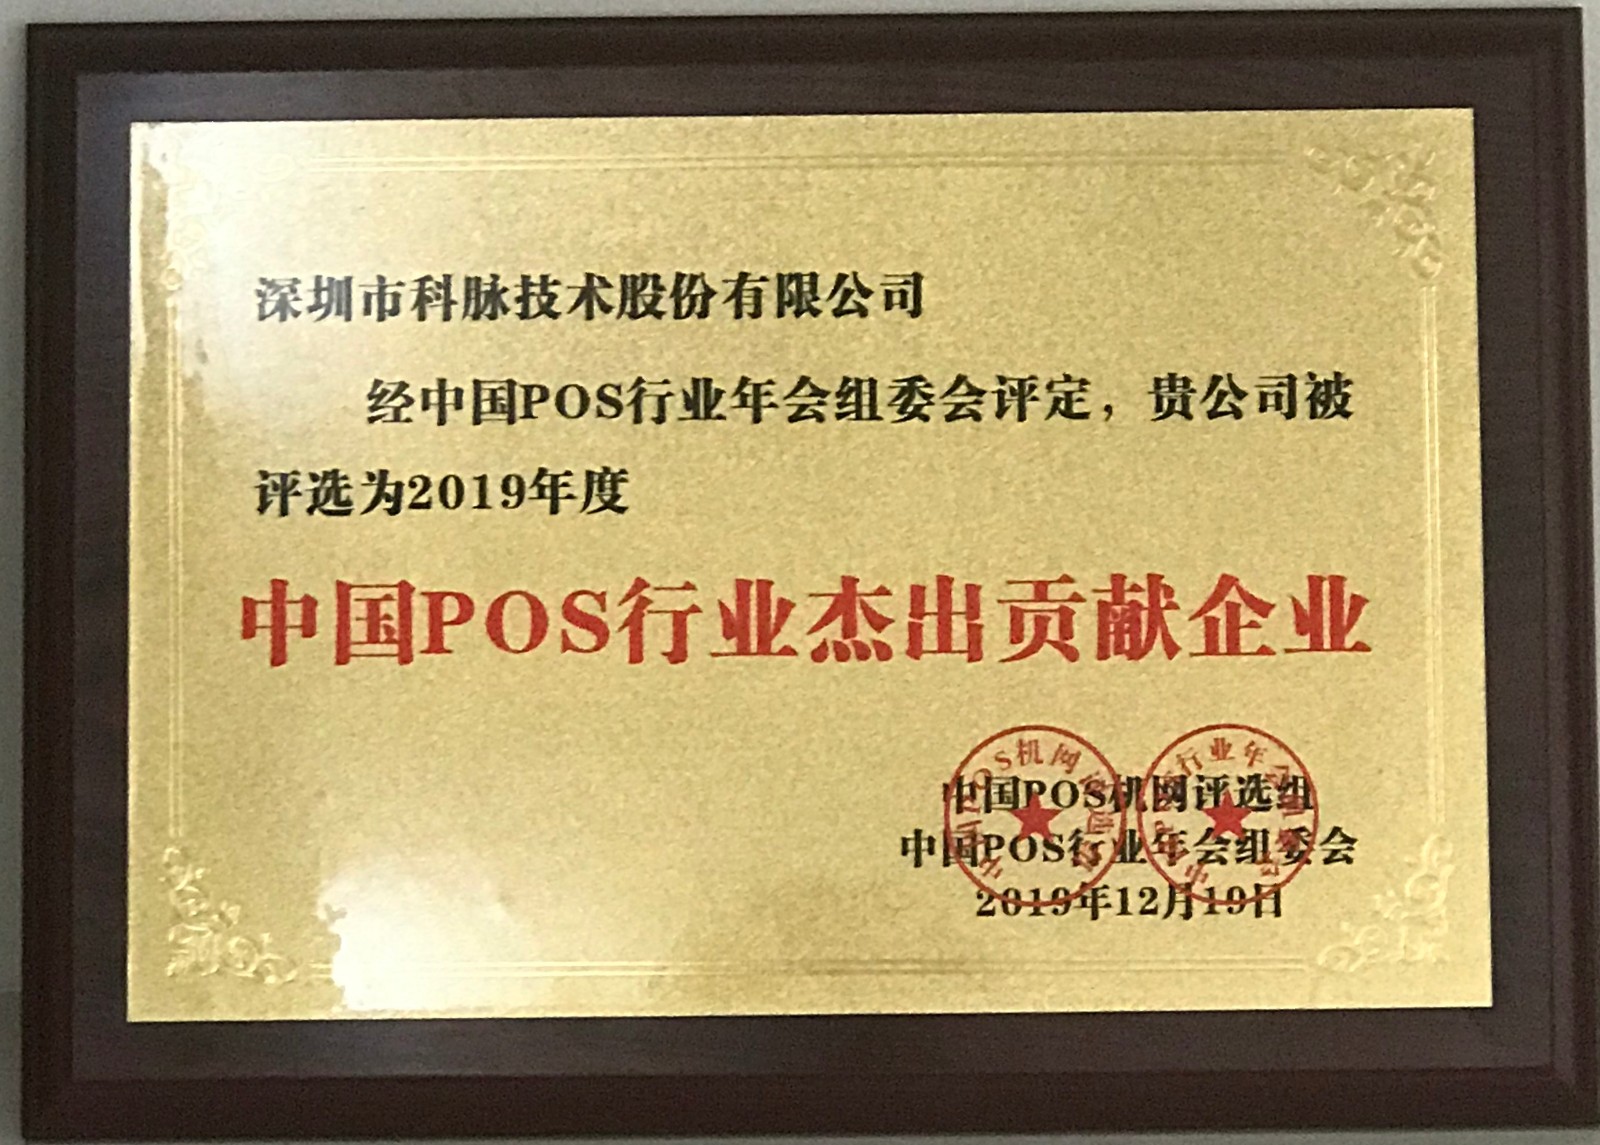 深圳市科脉技术股份有限公司
经中国POS行业年会组委会评定，贵公司被
评选为2019年度
中国POS行业杰出贡献企业
中国POS机网评选组
中国POS行业年会组委会
2019年12月19日